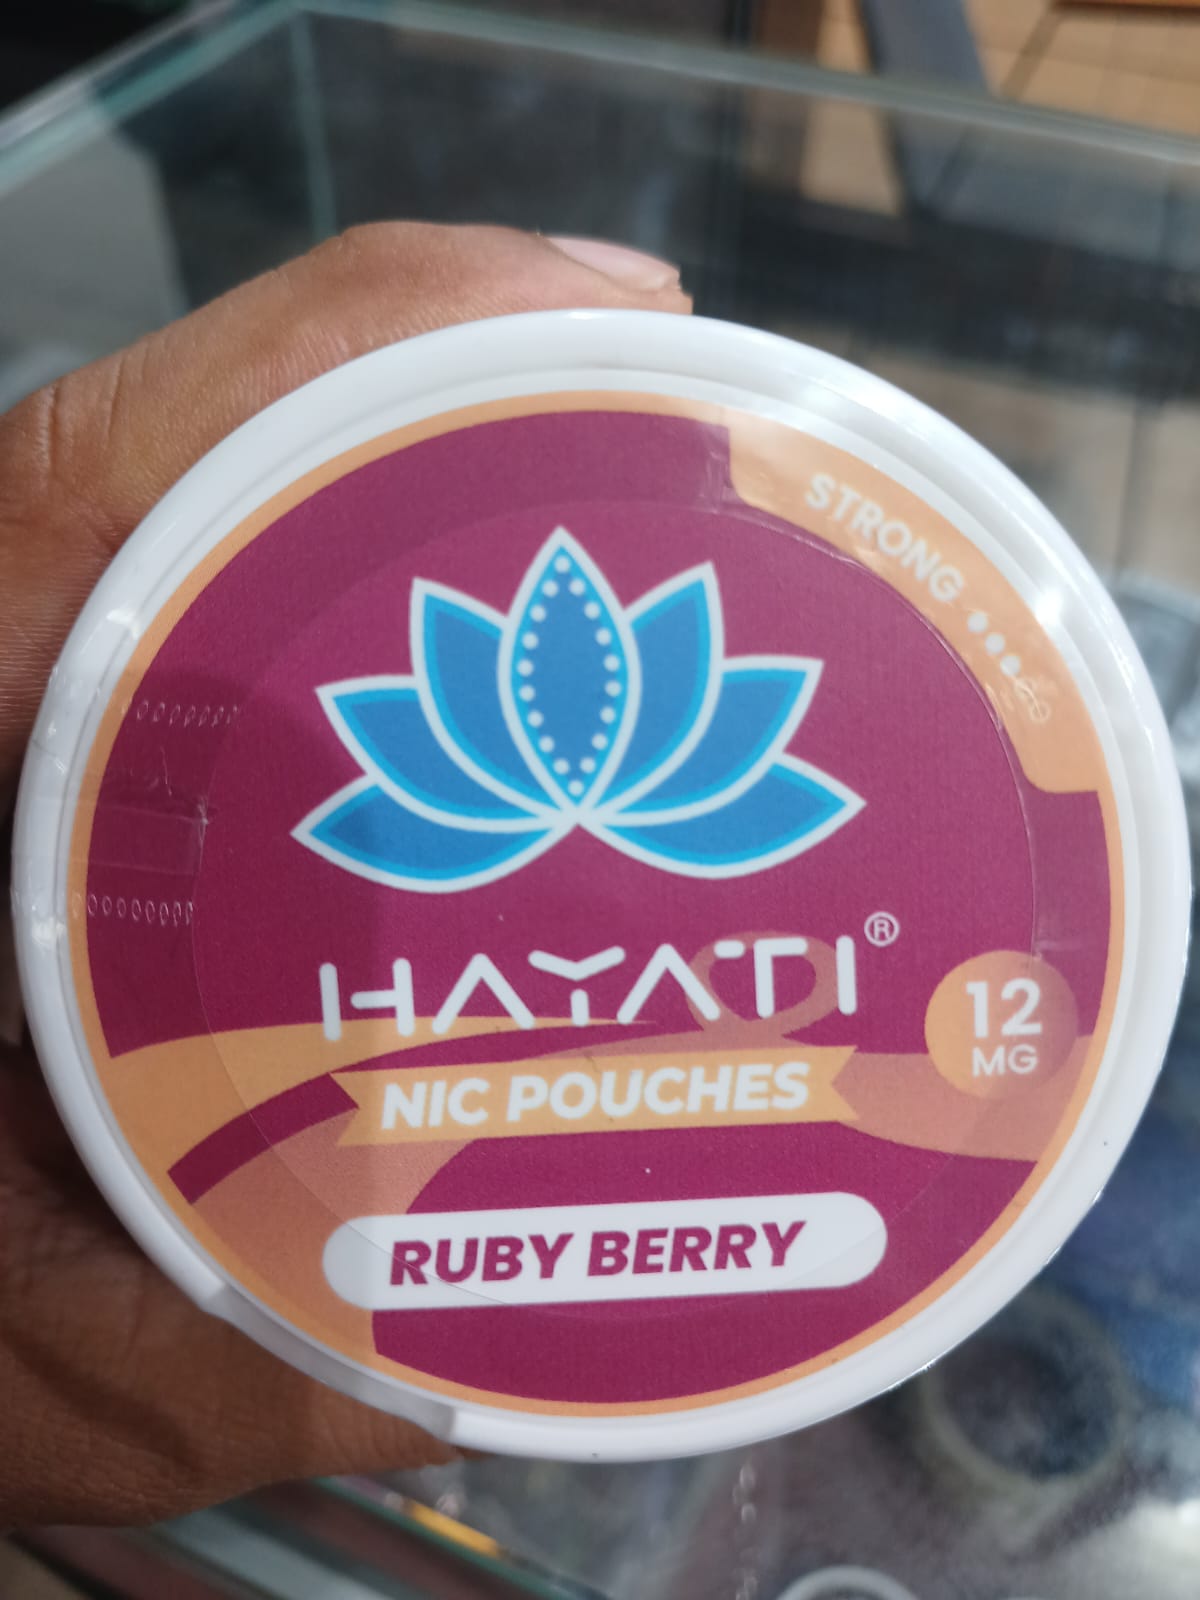 STRONG
HAYATI®
12
MG
NIC POUCHES
RUBY BERRY